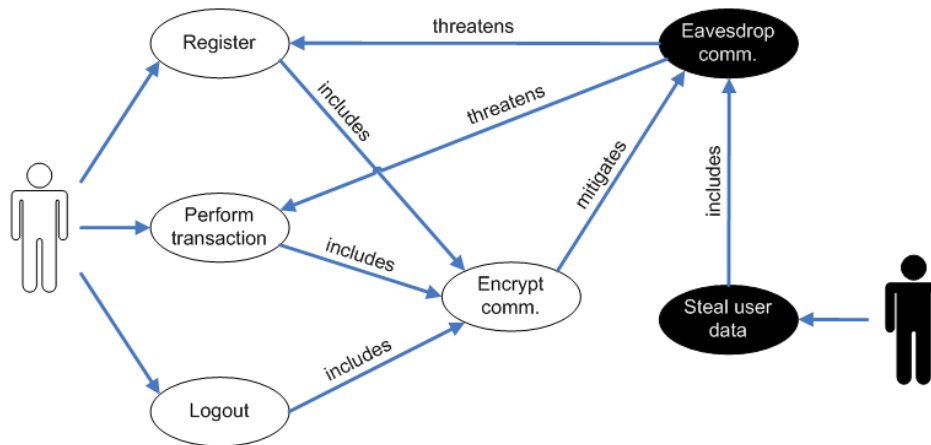 Register
threatens
Eavesdrop
comm.
includes
threatens
mitigates
includes
Perform
transaction
includes
Encrypt
comm.
Steal user
data
includes
Logout